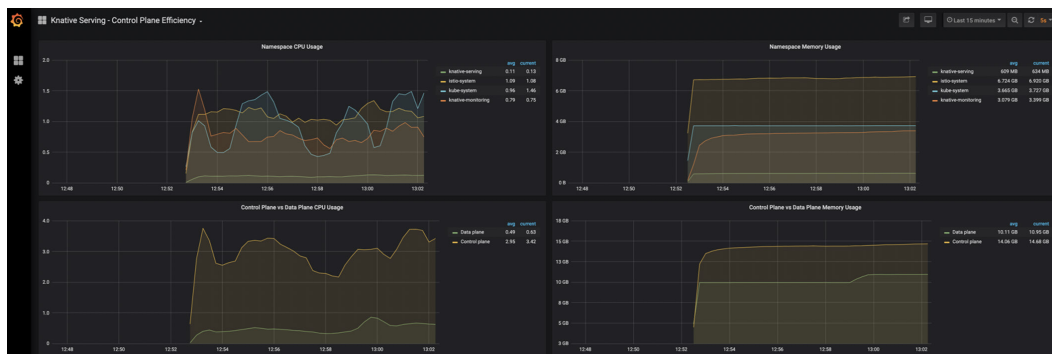 Knative Serving - Control Plane Efficiency
Last 15 minutes
5s
Namespace CPU Usage
2.0
1.5
1.0
0.5
0
12:48 12:50 12:52 12:54 12:56 12:58 13:00 13:02
avg current
knative-serving 0.11 0.13
istio-system 1.09 1.08
kube-system 0.96 1.46
knative-monitoring 0.79 0.75
Namespace Memory Usage
8 GB
6 GB
4 GB
2 GB
0 B
12:48 12:50 12:52 12:54 12:56 12:58 13:00 13:02
avg current
knative-serving 609 MB 634 MB
istio-system 6.724 GB 6.920 GB
kube-system 3.665 GB 3.727 GB
knative-monitoring 3.079 GB 3.399 GB
Control Plane vs Data Plane CPU Usage
4.0
3.0
2.0
1.0
0
12:48 12:50 12:52 12:54 12:56 12:58 13:00 13:02
avg current
Data plane 0.49 0.63
Control plane 2.95 3.42
Control Plane vs Data Plane Memory Usage
18 GB
15 GB
13 GB
10 GB
8 GB
5 GB
3 GB
12:48 12:50 12:52 12:54 12:56 12:58 13:00 13:02
avg current
Data plane 10.11 GB 10.95 GB
Control plane 14.06 GB 14.68 GB